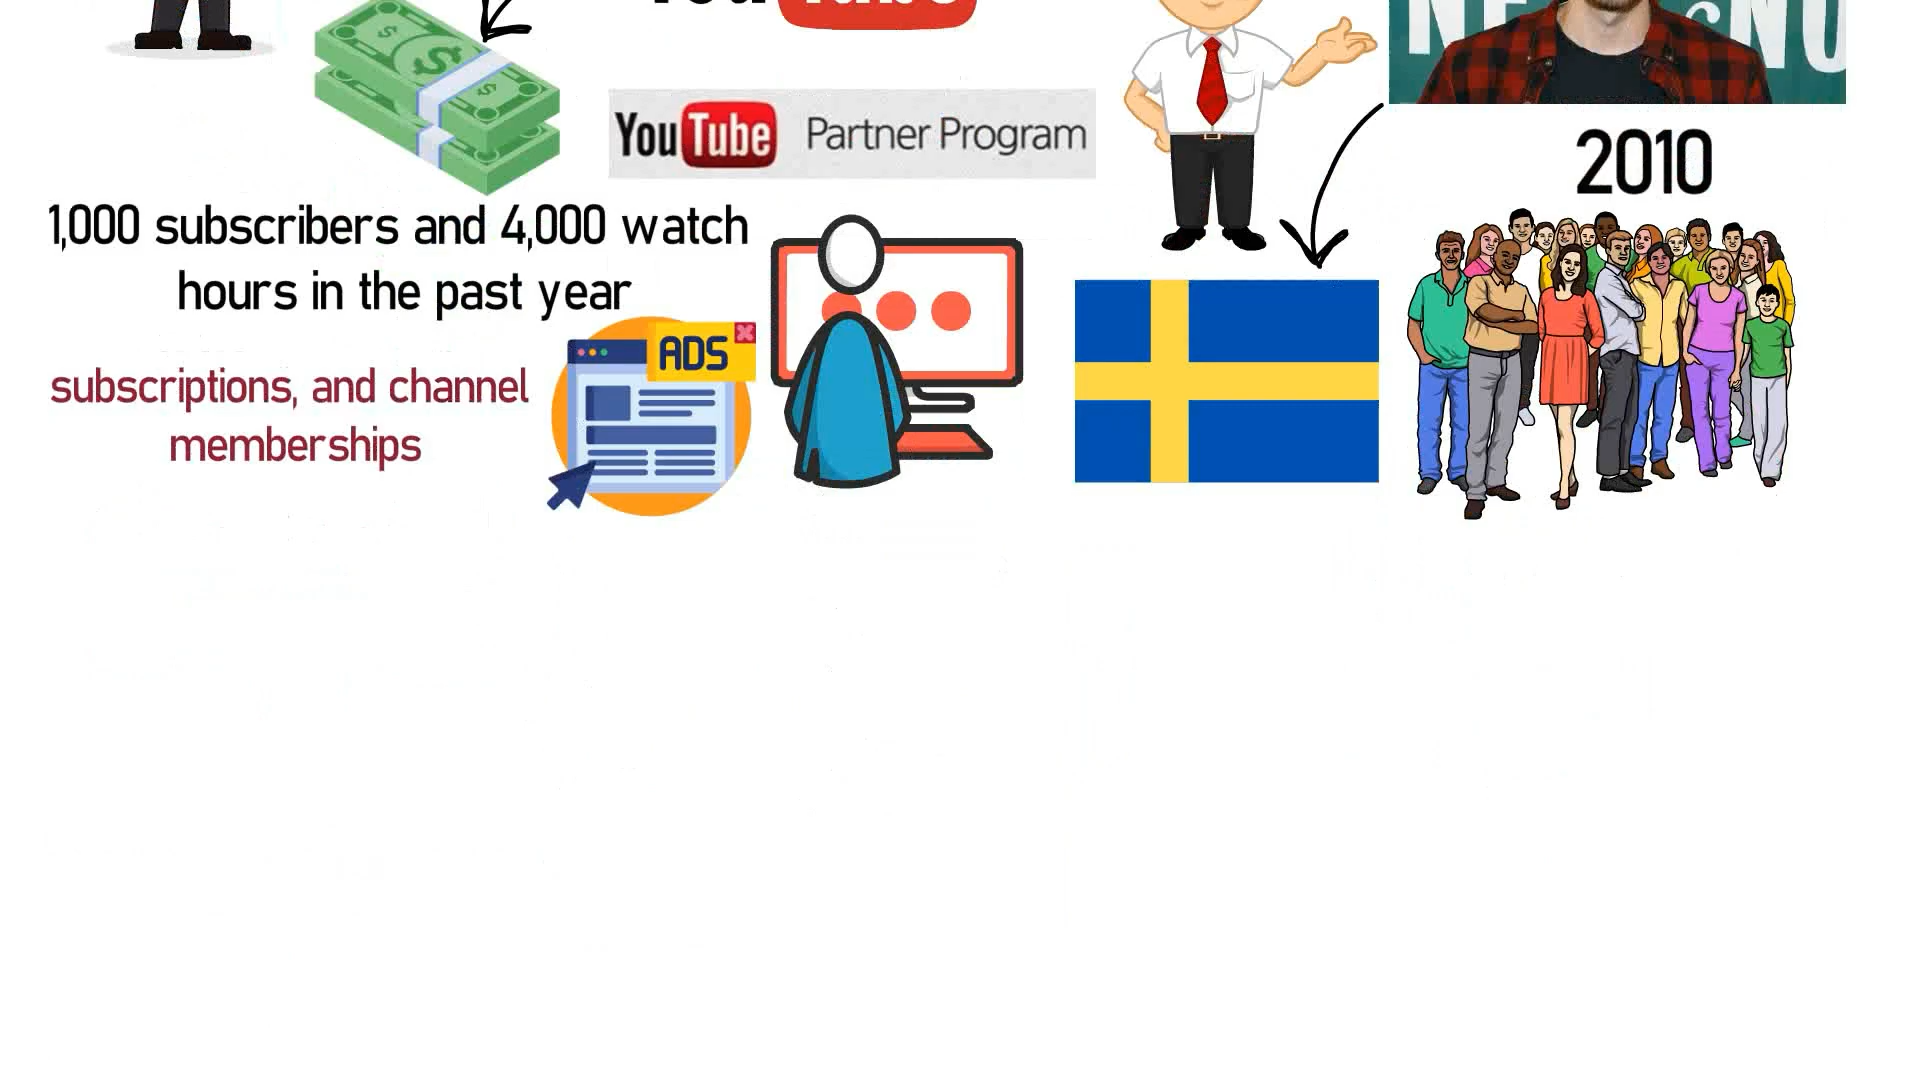 YouTube
YouTube Partner Program
2010
1,000 subscribers and 4,000 watch
hours in the past year
ADS
subscriptions, and channel
memberships